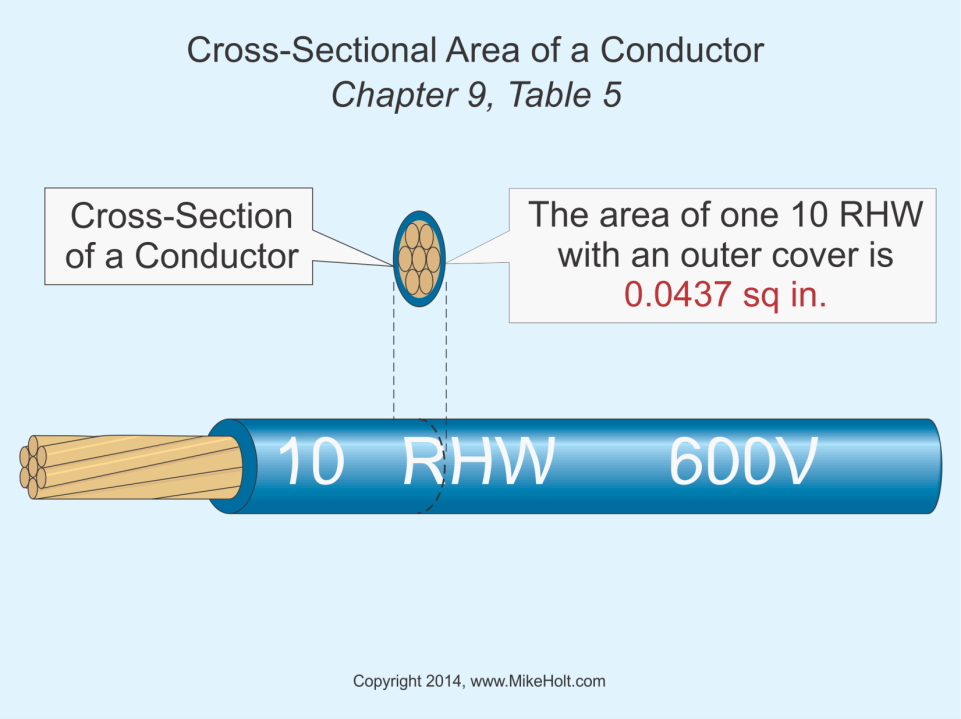 Cross-Sectional Area of a Conductor
Chapter 9, Table 5
Cross-Section
of a Conductor
The area of one 10 RHW
with an outer cover is
0.0437 sq in.
10 RHW 600V
Copyright 2014, www.MikeHolt.com